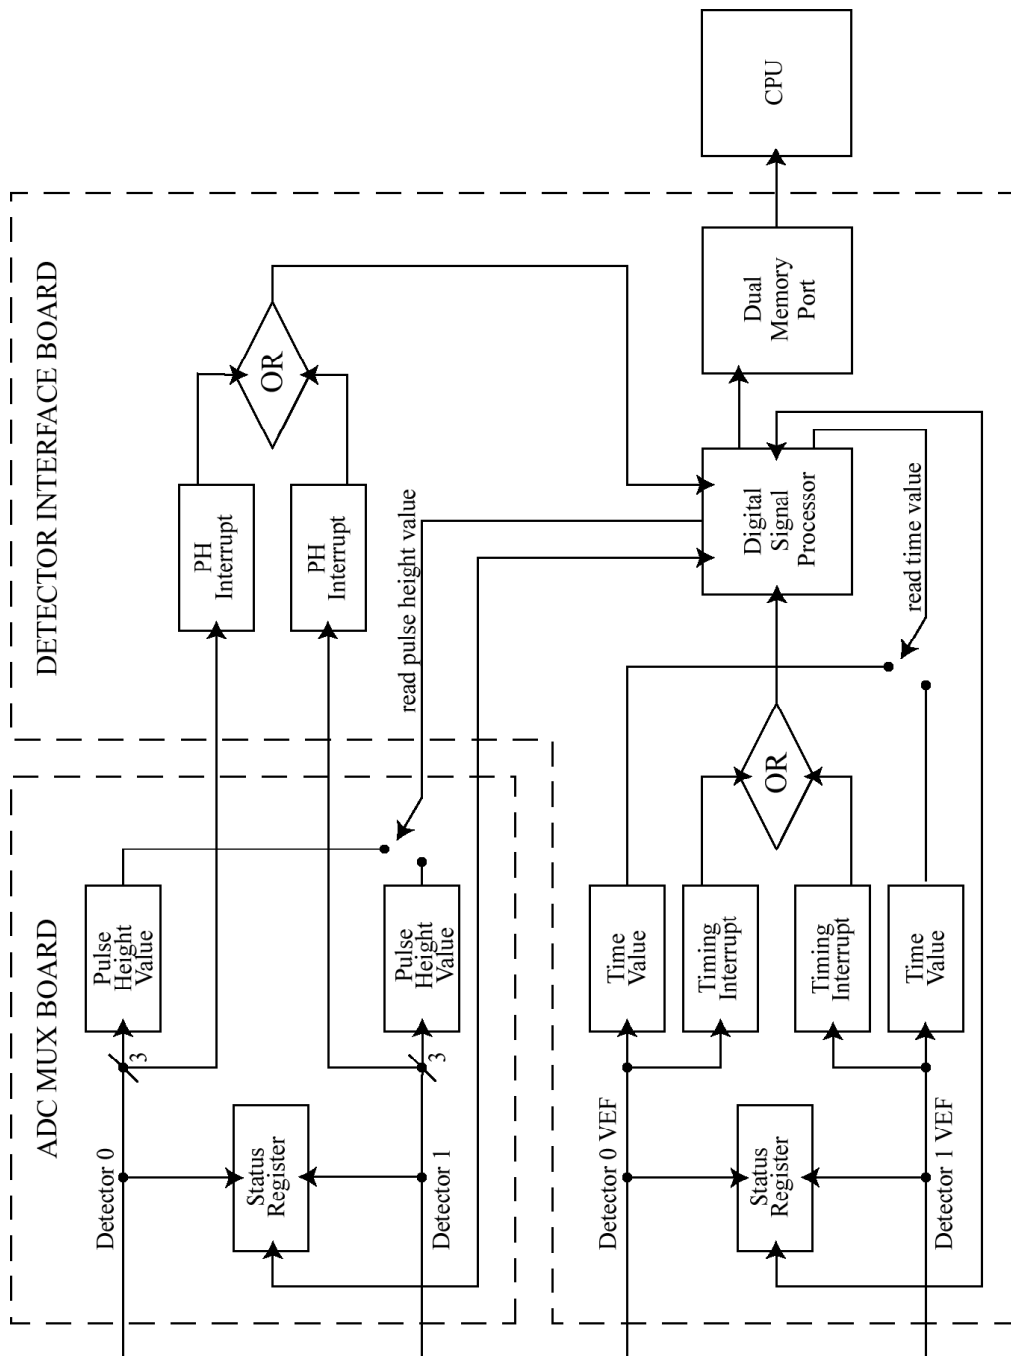 ADC MUX BOARD
DETECTOR INTERFACE BOARD
Detector 0
3
Pulse
Height
Value
PH
Interrupt
Status
Register
OR
PH
Interrupt
read pulse height value
Detector 1
3
Pulse
Height
Value
Detector 0 VEF
Time
Value
Timing
Interrupt
Status
Register
OR
Digital
Signal
Processor
Dual
Memory
Port
CPU
Timing
Interrupt
Detector 1 VEF
Time
Value
read time value